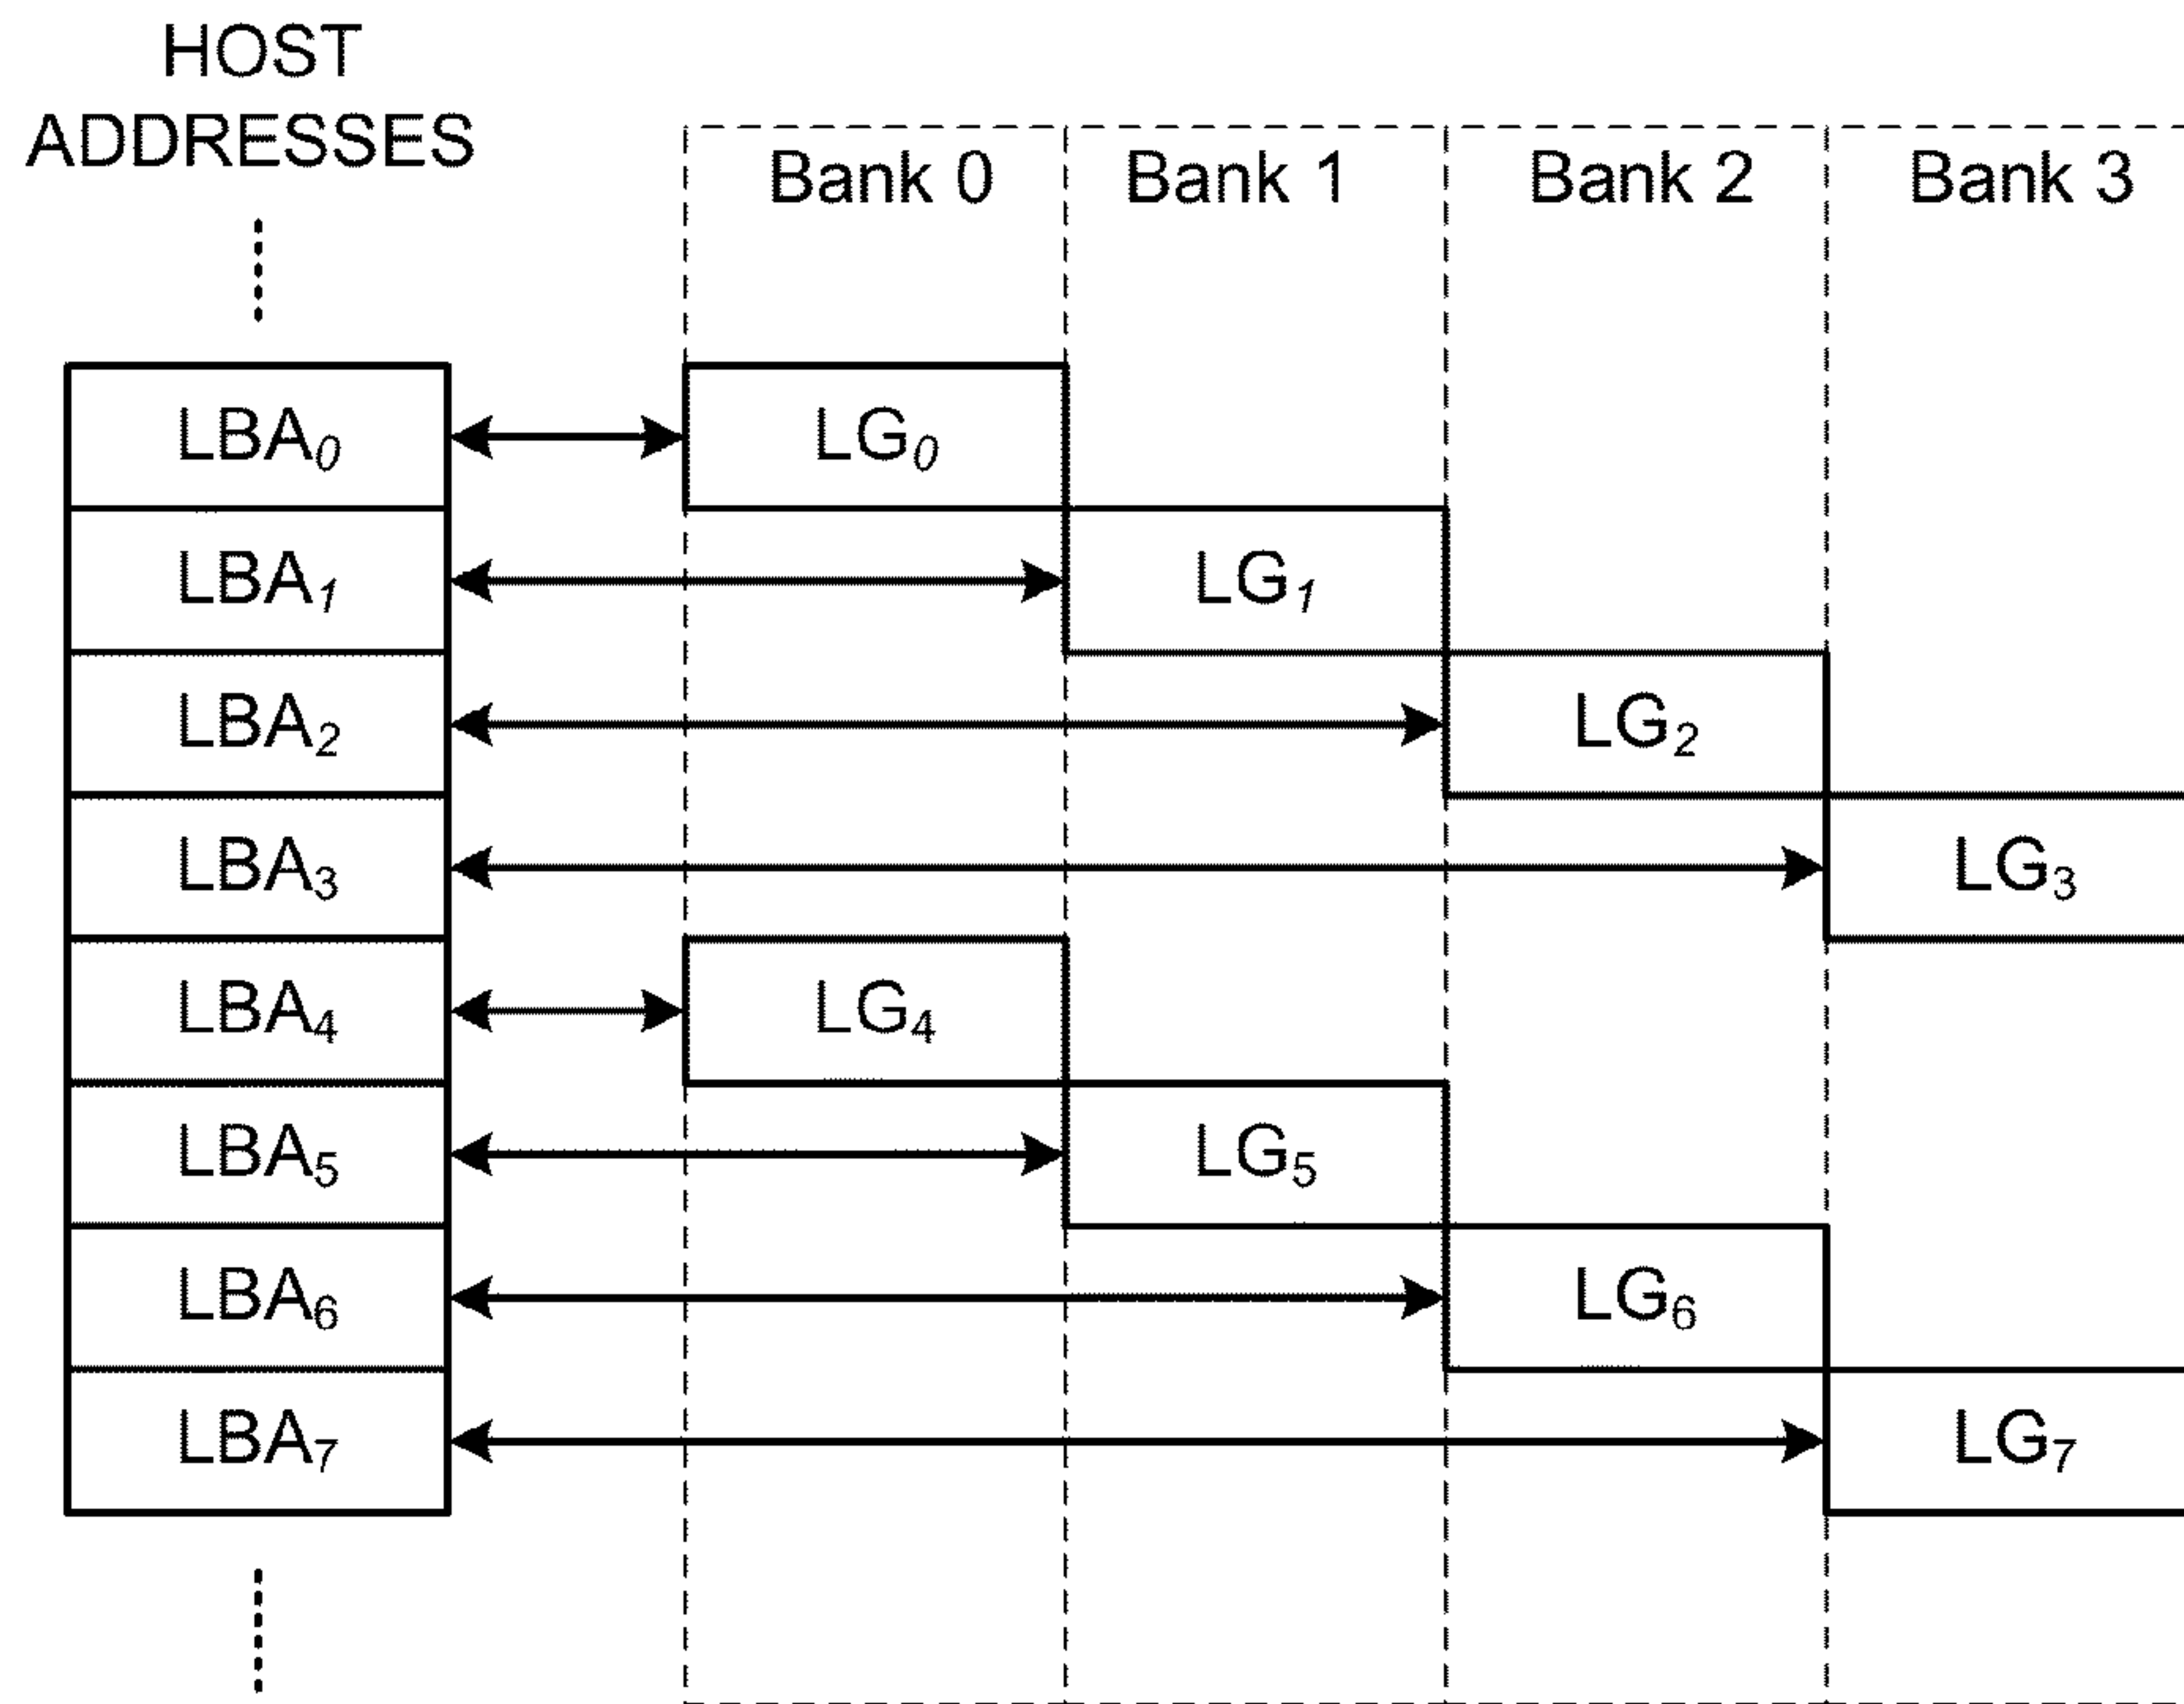 HOST
ADDRESSES
Bank 0 Bank 1 Bank 2 Bank 3
LBA₀ LG₀
LBA₁ LG₁
LBA₂ LG₂
LBA₃ LG₃
LBA₄ LG₄
LBA₅ LG₅
LBA₆ LG₆
LBA₇ LG₇